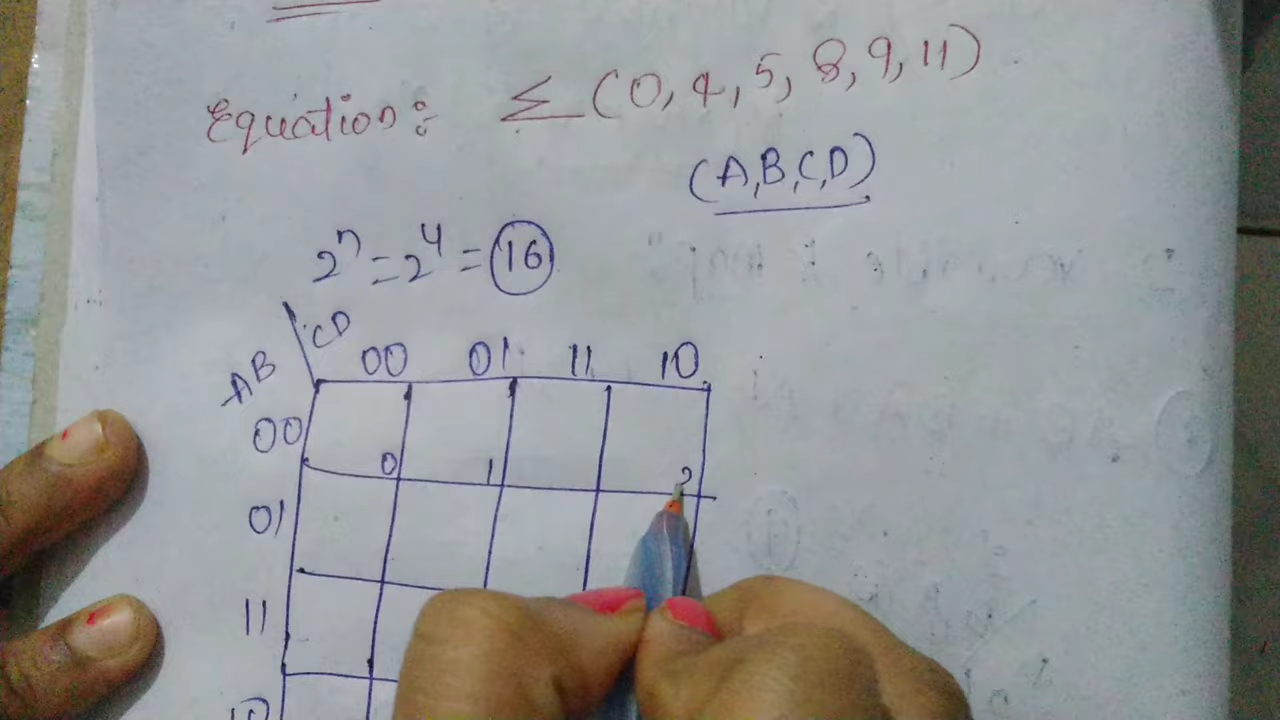 Equation: Σ (0, 4, 5, 8, 9, 11)
(A,B,C,D)
2ⁿ = 2⁴ = 16
CD
AB
00 01 11 10
00
0 1 2
01
11
10